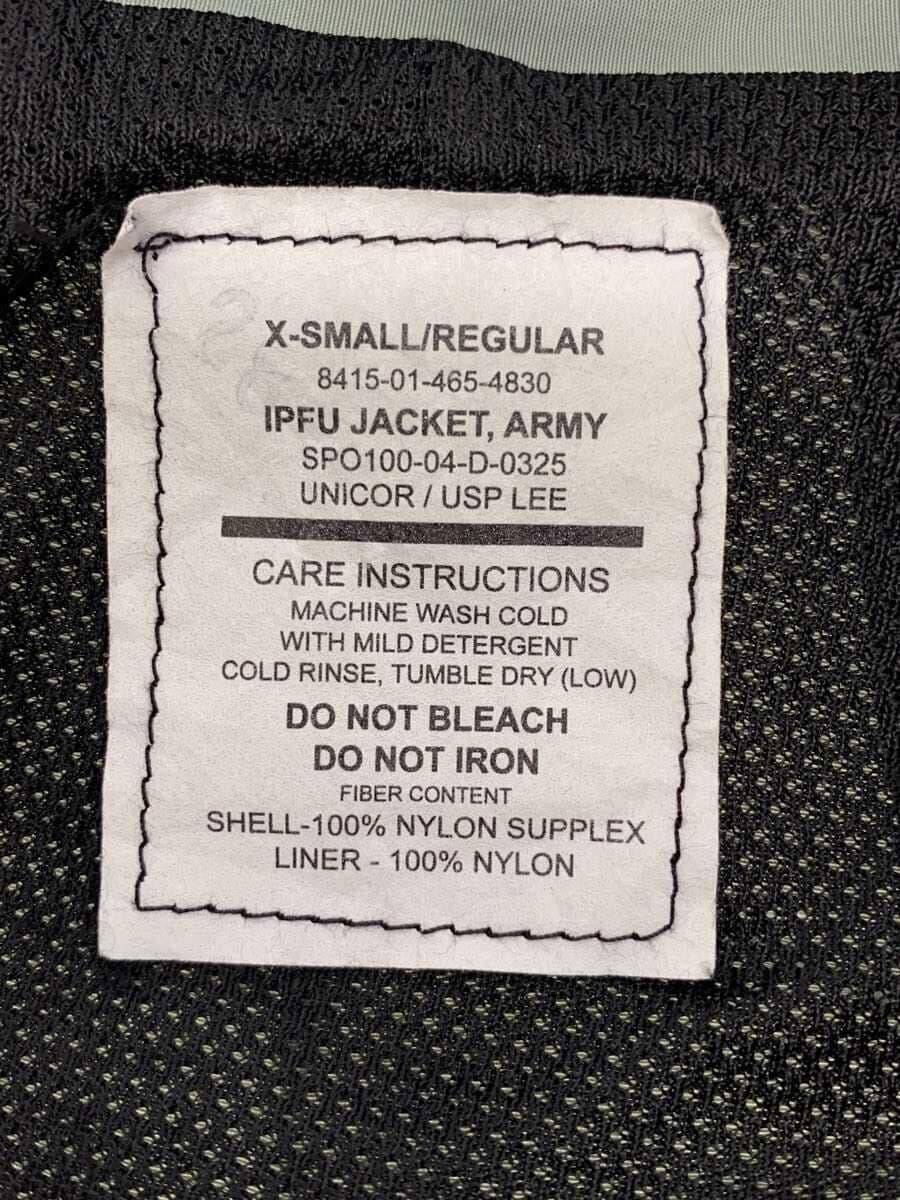 X-SMALL/REGULAR
8415-01-465-4830
IPFU JACKET, ARMY
SPO100-04-D-0325
UNICOR / USP LEE
CARE INSTRUCTIONS
MACHINE WASH COLD
WITH MILD DETERGENT
COLD RINSE, TUMBLE DRY (LOW)
DO NOT BLEACH
DO NOT IRON
FIBER CONTENT
SHELL-100% NYLON SUPPLEX
LINER - 100% NYLON